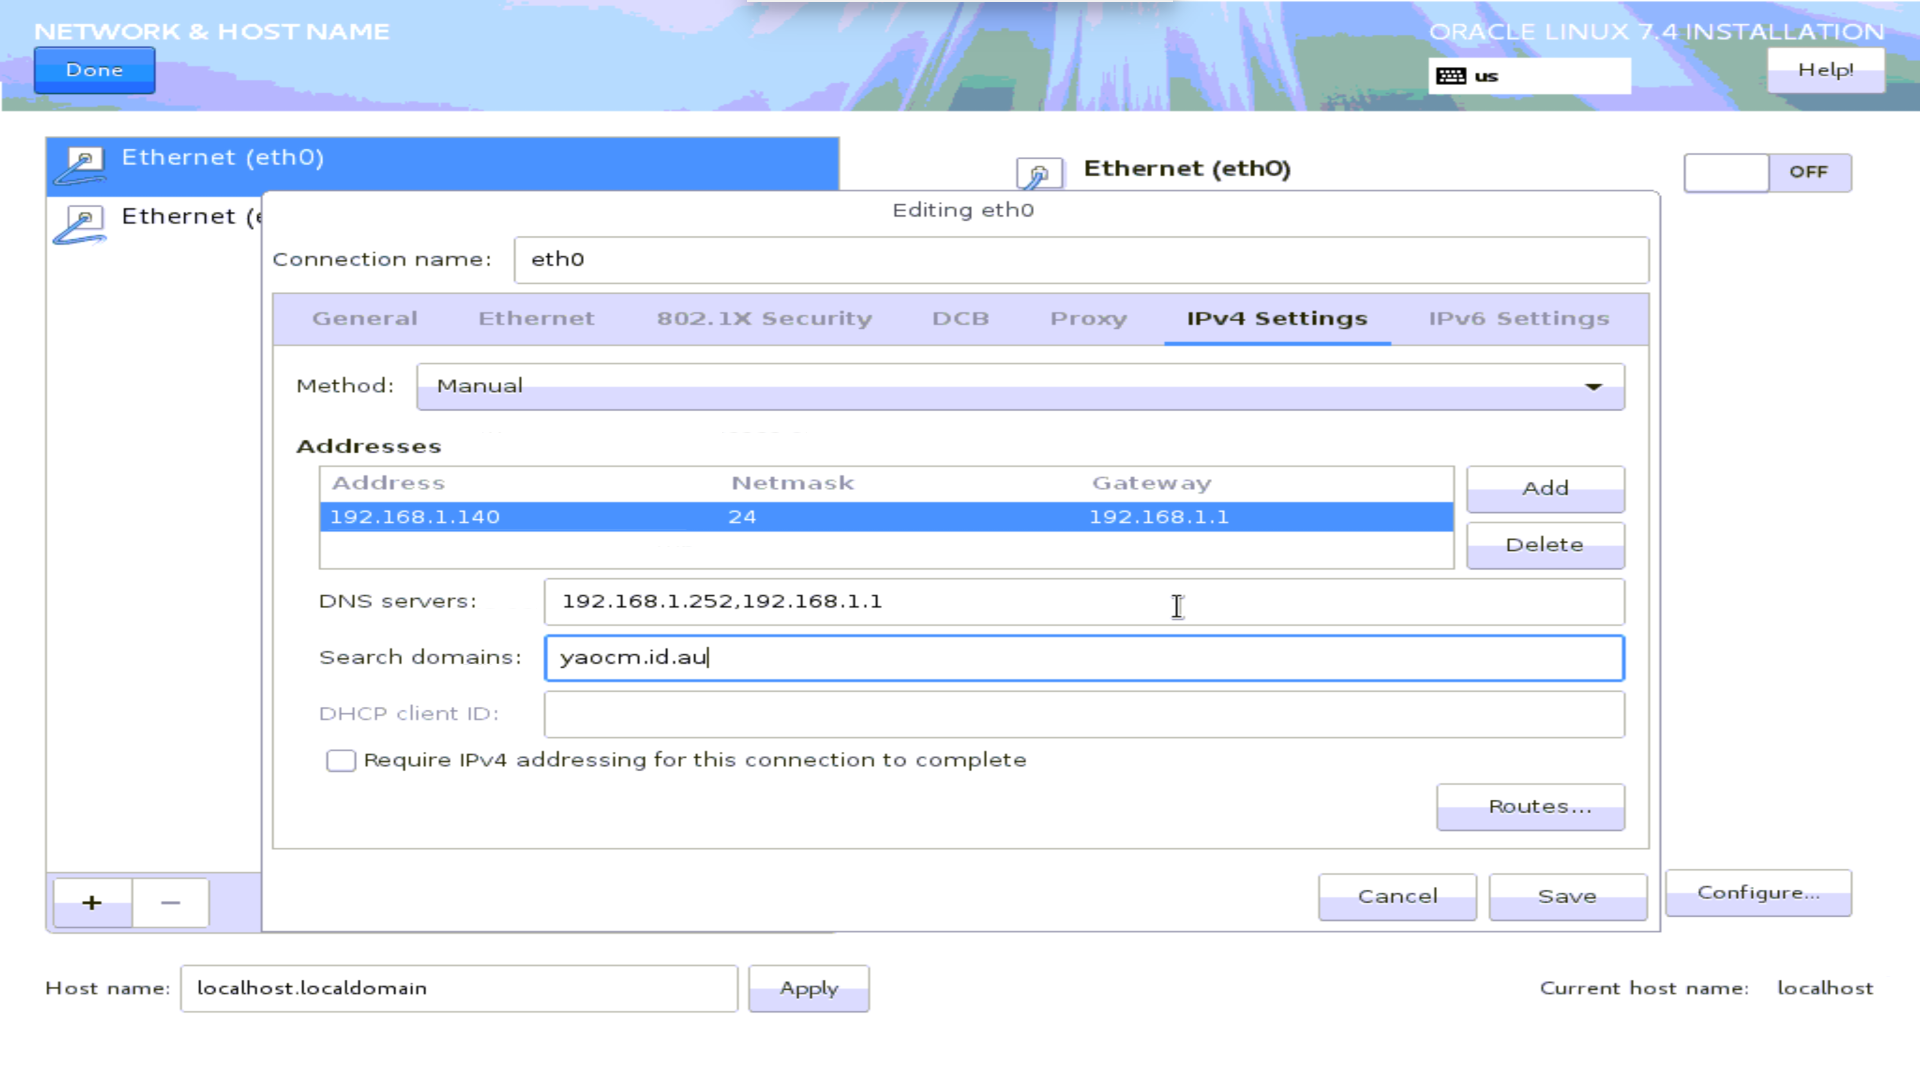 NETWORK & HOST NAME
ORACLE LINUX 7.4 INSTALLATION
Done
us
Help!
Ethernet (eth0)
Ethernet (eth0)
OFF
Ethernet (e
Editing eth0
Connection name: eth0
General Ethernet 802.1X Security DCB Proxy IPv4 Settings IPv6 Settings
Method: Manual
Addresses
Address Netmask Gateway
Add
192.168.1.140 24 192.168.1.1
Delete
DNS servers: 192.168.1.252,192.168.1.1
Search domains: yaocm.id.au
DHCP client ID:
Require IPv4 addressing for this connection to complete
Routes...
Cancel Save
Configure...
+ −
Host name: localhost.localdomain Apply
Current host name: localhost